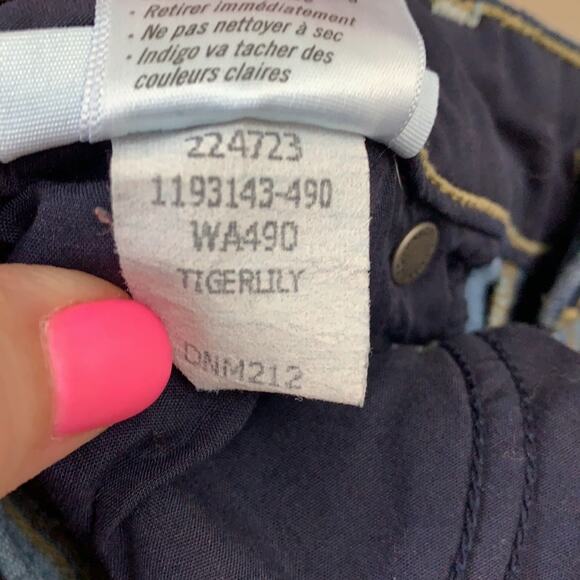 • Retirer immédiatement
• Ne pas nettoyer à sec
• Indigo va tacher des
couleurs claires
224723
1193143-490
WA490
TIGERLILY
DNM212